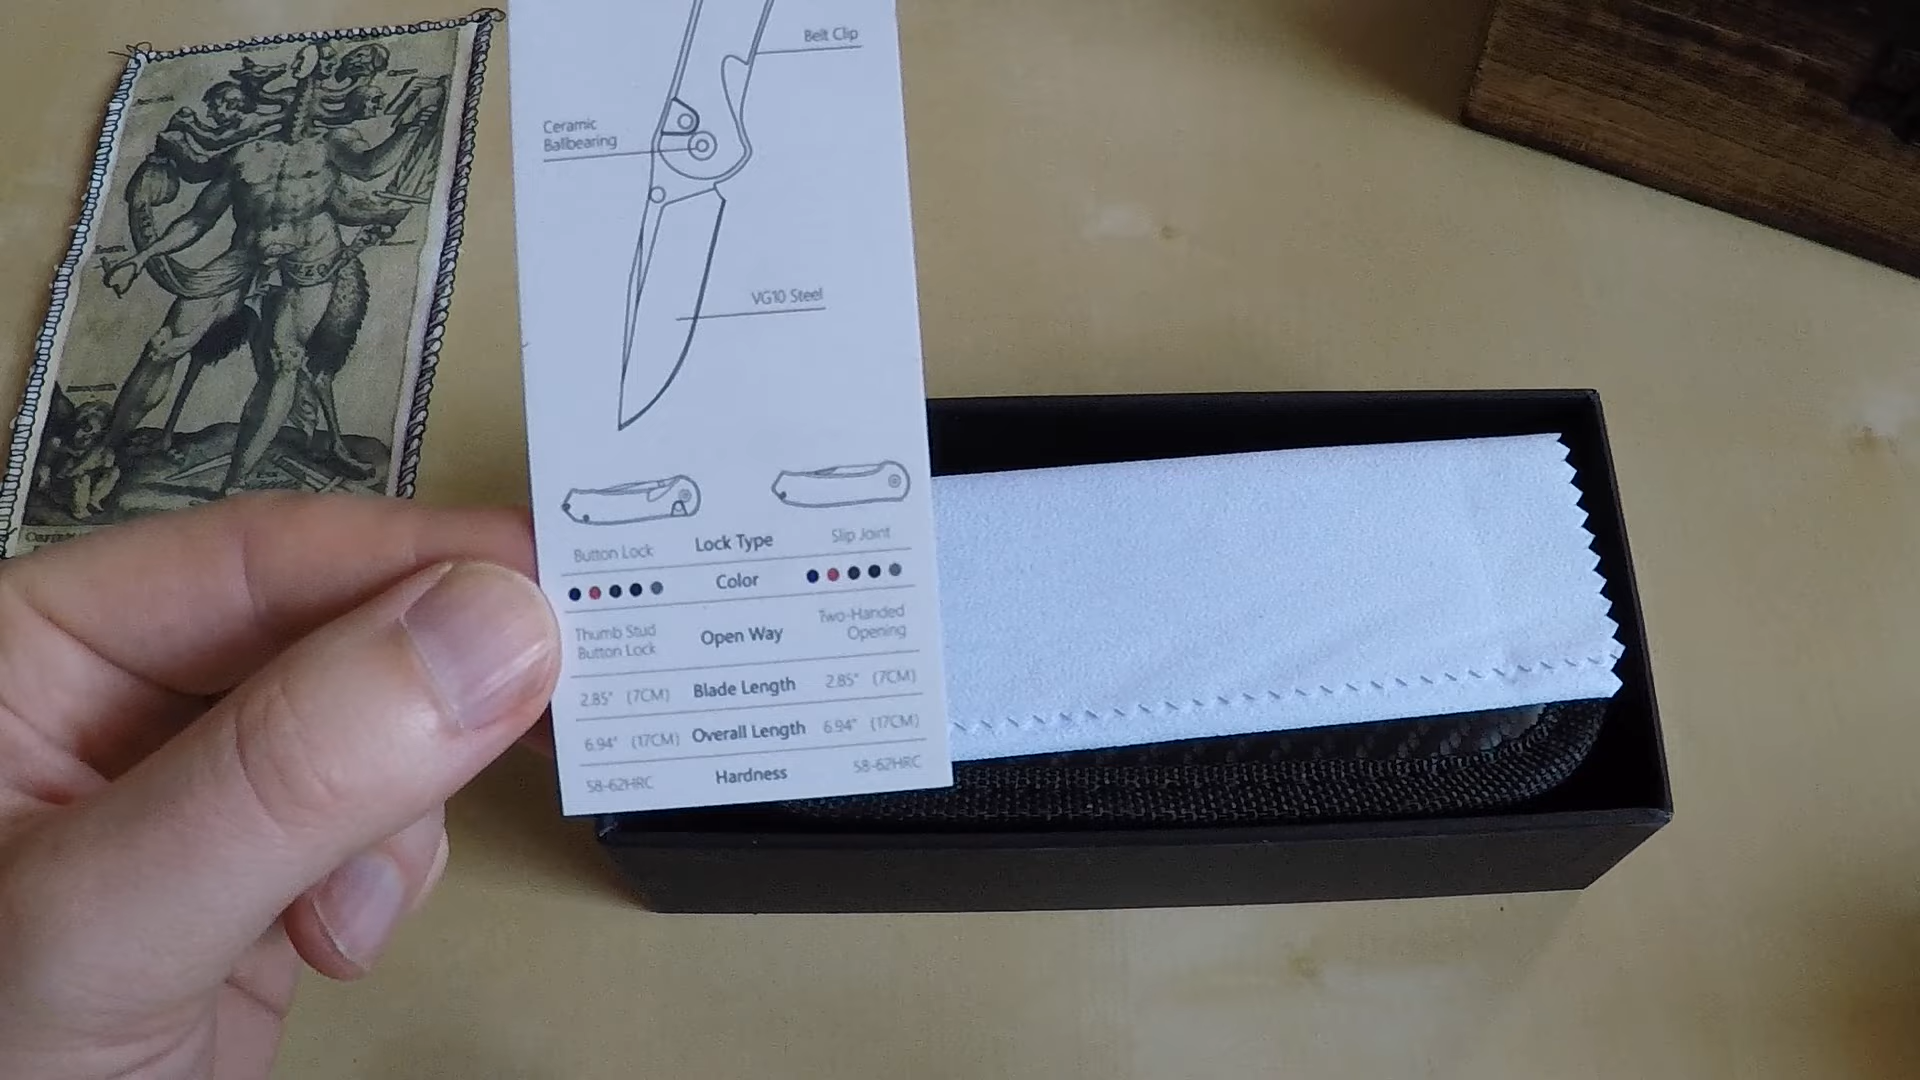 Belt Clip
Ceramic
Ballbearing
VG10 Steel
Button Lock Lock Type Slip Joint
Color
Thumb Stud
Button Lock
Open Way
Two-Handed
Opening
2.85" (7CM) Blade Length 2.85" (7CM)
6.94" (17CM) Overall Length 6.94" (17CM)
58-62HRC Hardness 58-62HRC